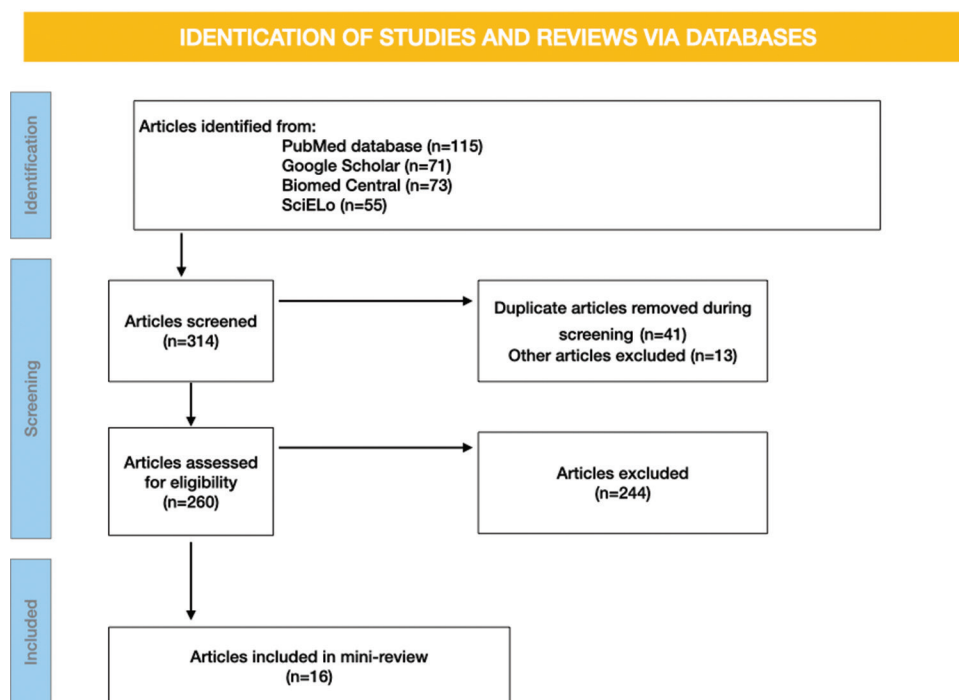 IDENTICATION OF STUDIES AND REVIEWS VIA DATABASES
Identification
Articles identified from:
PubMed database (n=115)
Google Scholar (n=71)
Biomed Central (n=73)
SciELo (n=55)
Screening
Articles screened
(n=314)
Duplicate articles removed during
screening (n=41)
Other articles excluded (n=13)
Articles assessed
for eligibility
(n=260)
Articles excluded
(n=244)
Included
Articles included in mini-review
(n=16)